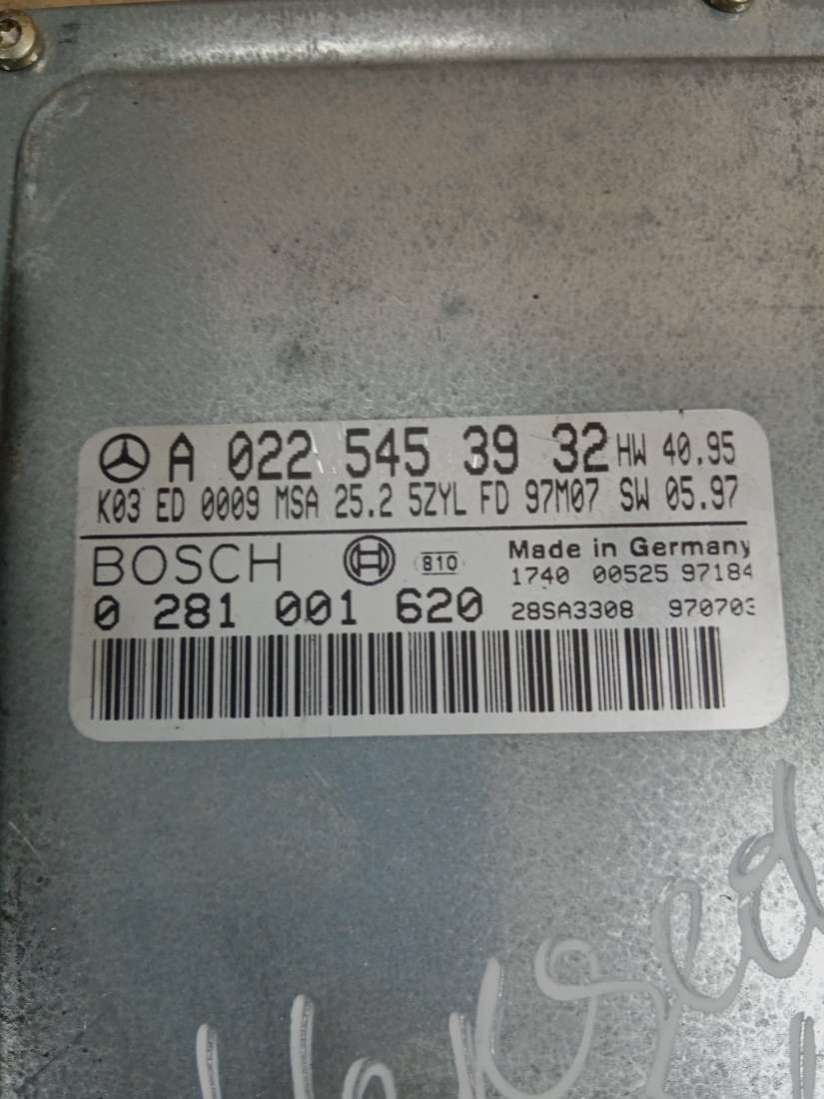 A 022 545 39 32 HW 40.95
K03 ED 0009 MSA 25.2 5ZYL FD 97M07 SW 05.97
BOSCH 810 Made in Germany
1740 00525 97184
0 281 001 620 28SA3308 970703